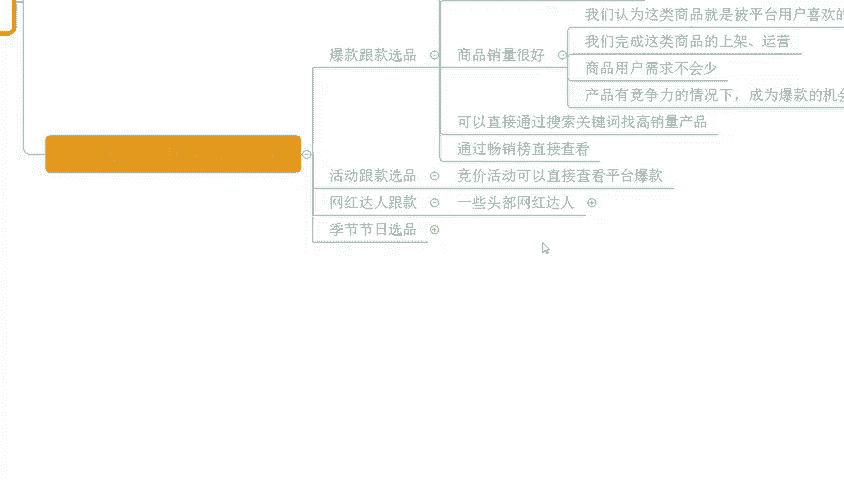 我们认为这类商品就是被平台用户喜欢的
爆款跟款选品
商品销量很好
我们完成这类商品的上架、运营
商品用户需求不会少
产品有竞争力的情况下，成为爆款的机会
可以直接通过搜索关键词找高销量产品
通过畅销榜直接查看
活动跟款选品
竞价活动可以直接查看平台爆款
网红达人跟款
一些头部网红达人
季节节日选品